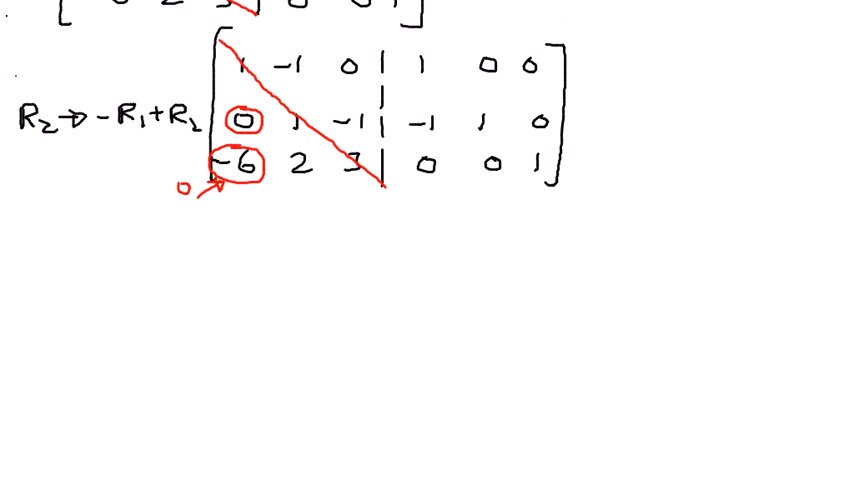 1 -1 0 | 1 0 0
R2 → -R1 + R2 0 1 -1 | -1 1 0
-6 2 3 | 0 0 1
0